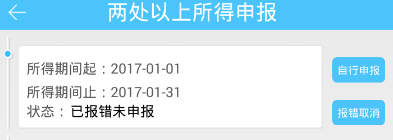 两处以上所得申报
所得期间起：2017-01-01
自行申报
所得期间止：2017-01-31
状态：已报错未申报
报错取消